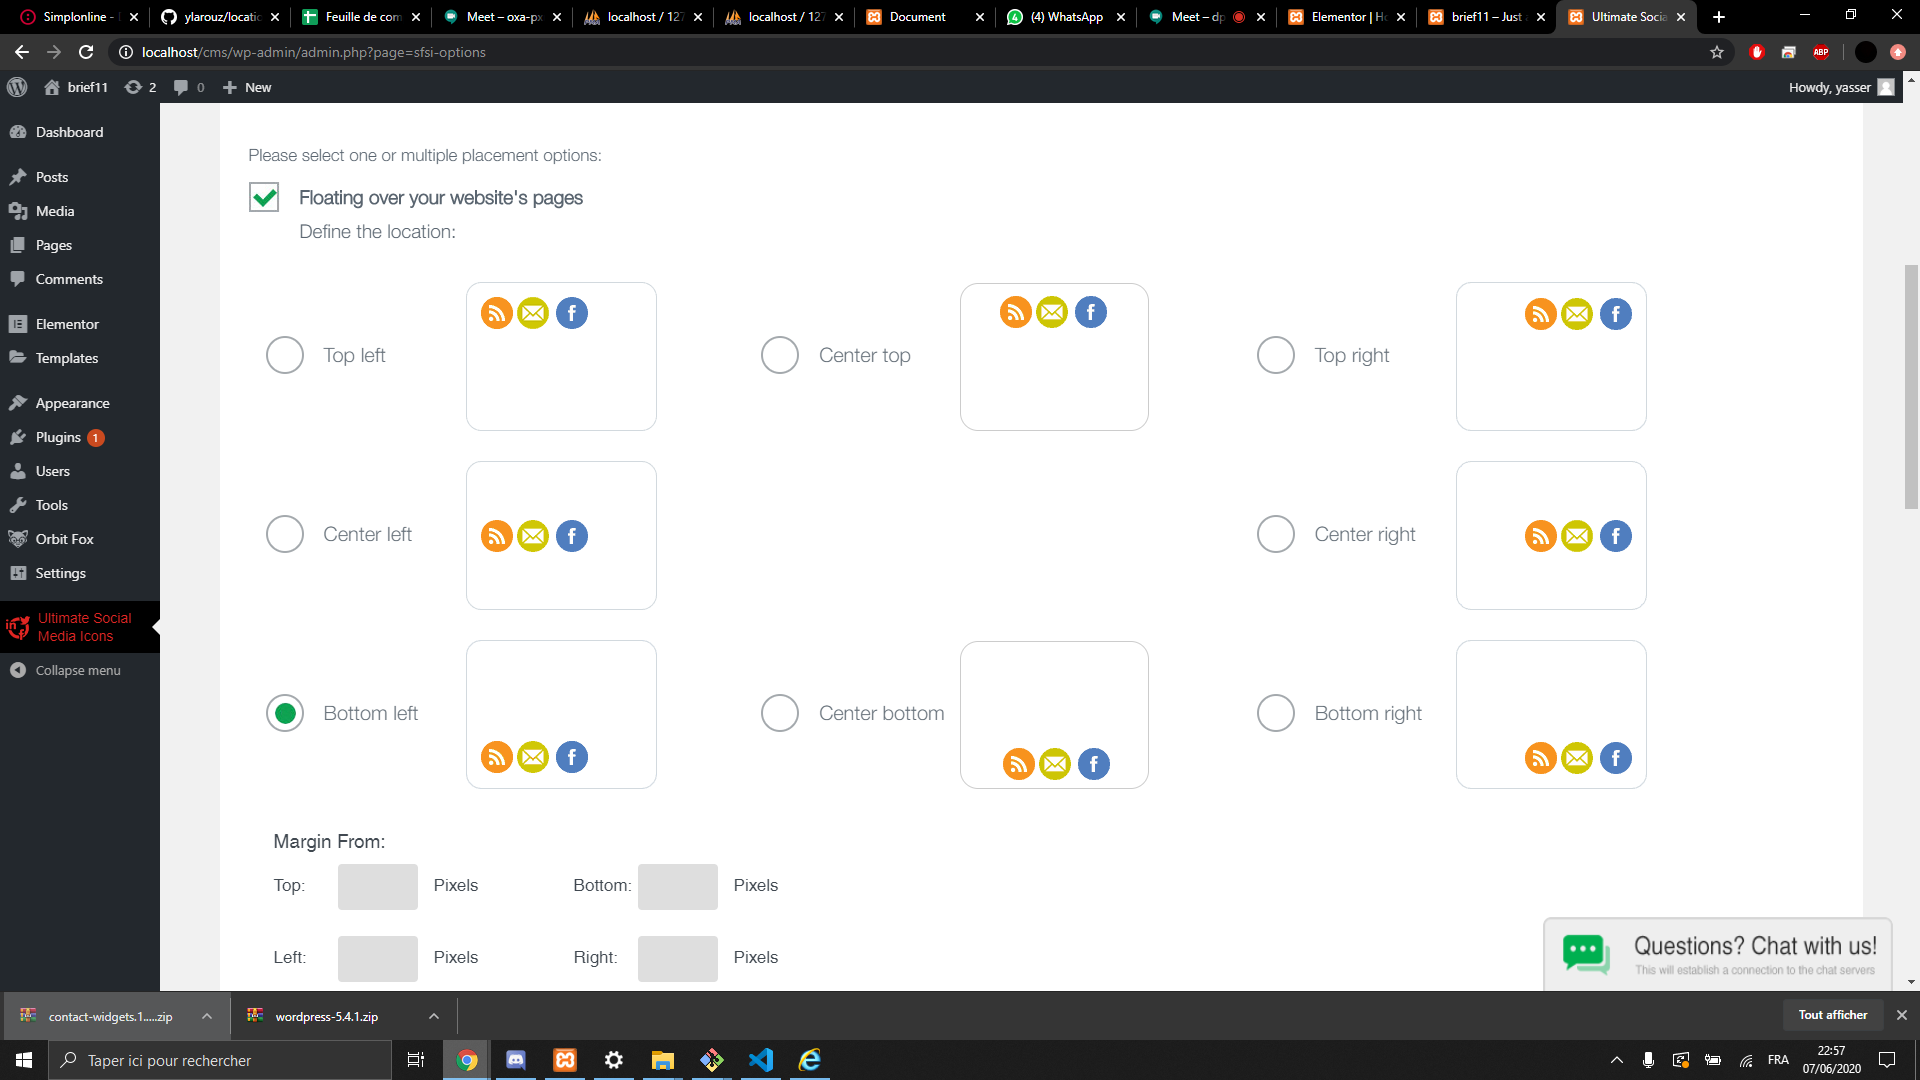 Simplonline -
ylarouz/locatic
Feuille de com
Meet – oxa-px
localhost / 127
localhost / 127
Document
(4) WhatsApp
Meet – dp
Elementor | Ho
brief11 – Just
Ultimate Socia
localhost/cms/wp-admin/admin.php?page=sfsi-options
ABP
brief11
2
0
New
Howdy, yasser
Dashboard
Posts
Media
Pages
Comments
Elementor
Templates
Appearance
Plugins 1
Users
Tools
Orbit Fox
Settings
Ultimate Social
Media Icons
Collapse menu
Please select one or multiple placement options:
Floating over your website's pages
Define the location:
Top left
Center top
Top right
Center left
Center right
Bottom left
Center bottom
Bottom right
Margin From:
Top: Pixels Bottom: Pixels
Left: Pixels Right: Pixels
Questions? Chat with us!
This will establish a connection to the chat servers
contact-widgets.1.....zip
wordpress-5.4.1.zip
Tout afficher
Taper ici pour rechercher
FRA
22:57
07/06/2020